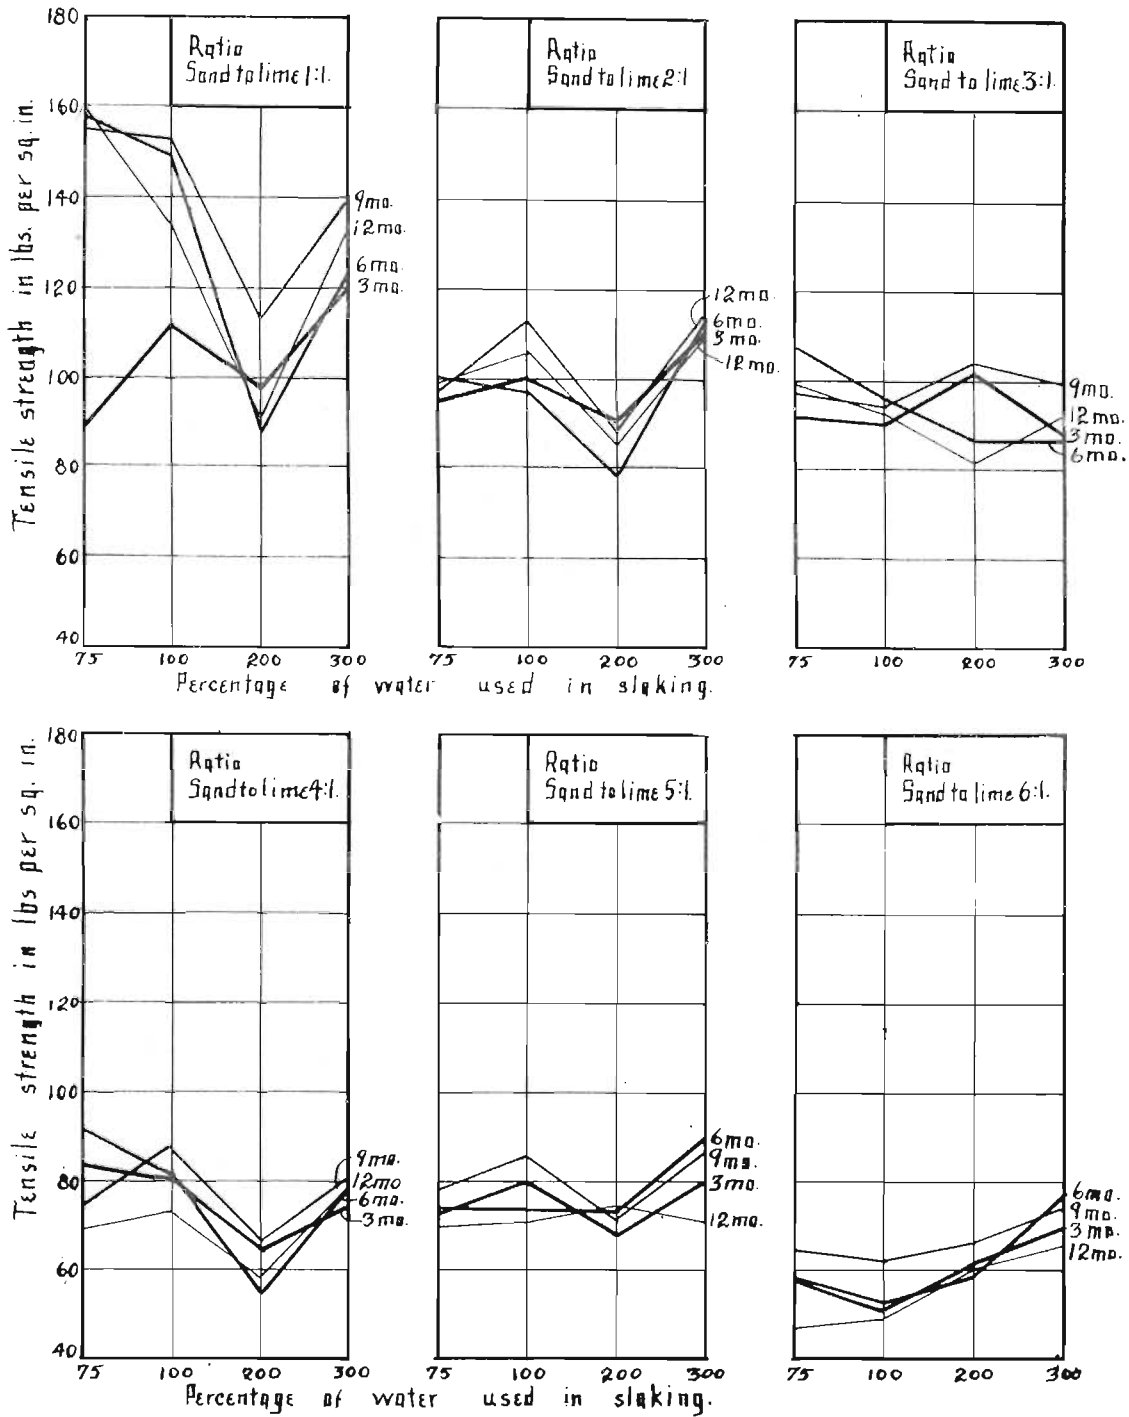 Tensile strength in lbs. per sq. in.
180
160
140
120
100
80
60
40
Ratio
Sand to lime 1:1.
9mo.
12mo.
6mo.
3mo.
75 100 200 300
Ratio
Sand to lime 2:1
12mo.
6mo.
3mo.
12mo.
75 100 200 300
Ratio
Sand to lime 3:1.
9mo.
12mo.
3mo.
6mo.
75 100 200 300
Percentage of water used in slaking.
Tensile strength in lbs per sq. in.
180
160
140
120
100
80
60
40
Ratio
Sand to lime 4:1.
9mo.
12mo
6mo.
3mo.
75 100 200 300
Ratio
Sand to lime 5:1.
6mo.
9mo.
3mo.
12mo.
75 100 200 300
Ratio
Sand to lime 6:1.
6mo.
9mo.
3mo.
12mo.
75 100 200 300
Percentage of water used in slaking.